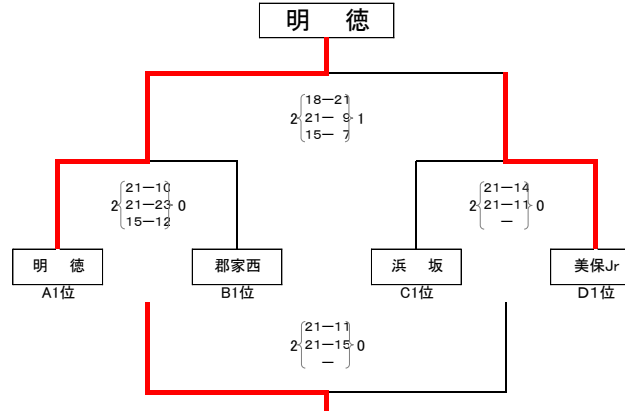 明 徳
18-21
2 21- 9 1
15- 7
21-10
2 21-23 0
15-12
21-14
2 21-11 0
-
明 徳
郡家西
浜 坂
美保Jr
A1位
B1位
C1位
D1位
21-11
2 21-15 0
-